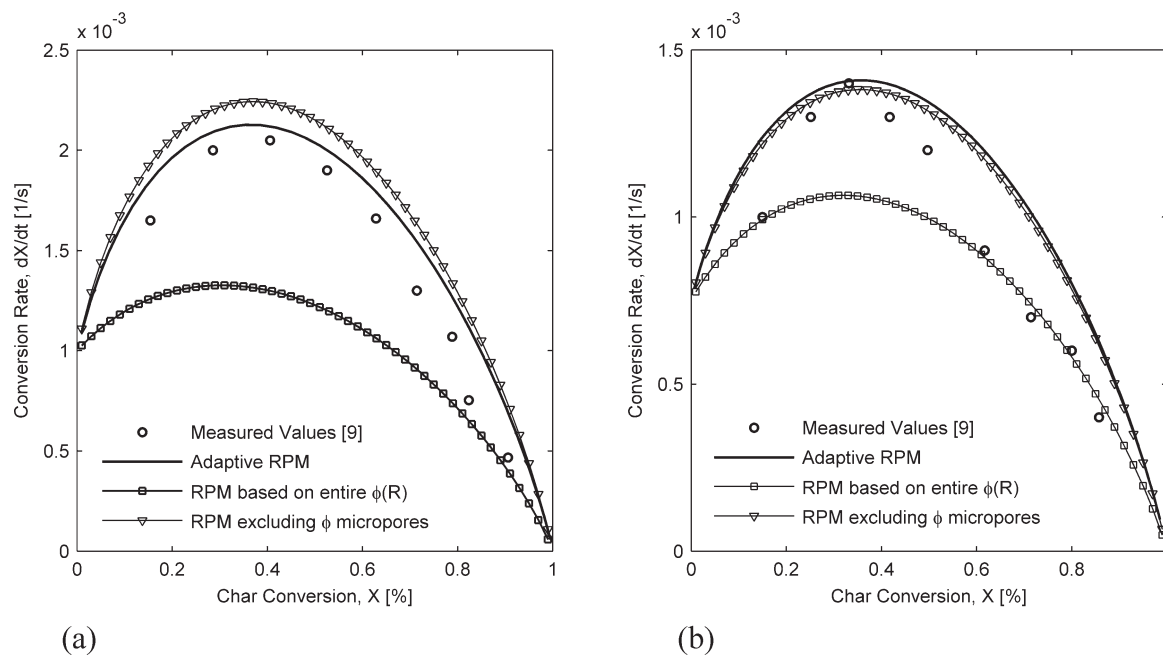 x 10-3
2.5
2
1.5
1
0.5
0
0
0.2
0.4
0.6
0.8
1
Conversion Rate, dX/dt [1/s]
Char Conversion, X [%]
Measured Values [9]
Adaptive RPM
RPM based on entire ϕ(R)
RPM excluding ϕ micropores
(a)
x 10-3
1.5
1
0.5
0
0
0.2
0.4
0.6
0.8
Conversion Rate, dX/dt [1/s]
Char Conversion, X [%]
Measured Values [9]
Adaptive RPM
RPM based on entire ϕ(R)
RPM excluding ϕ micropores
(b)